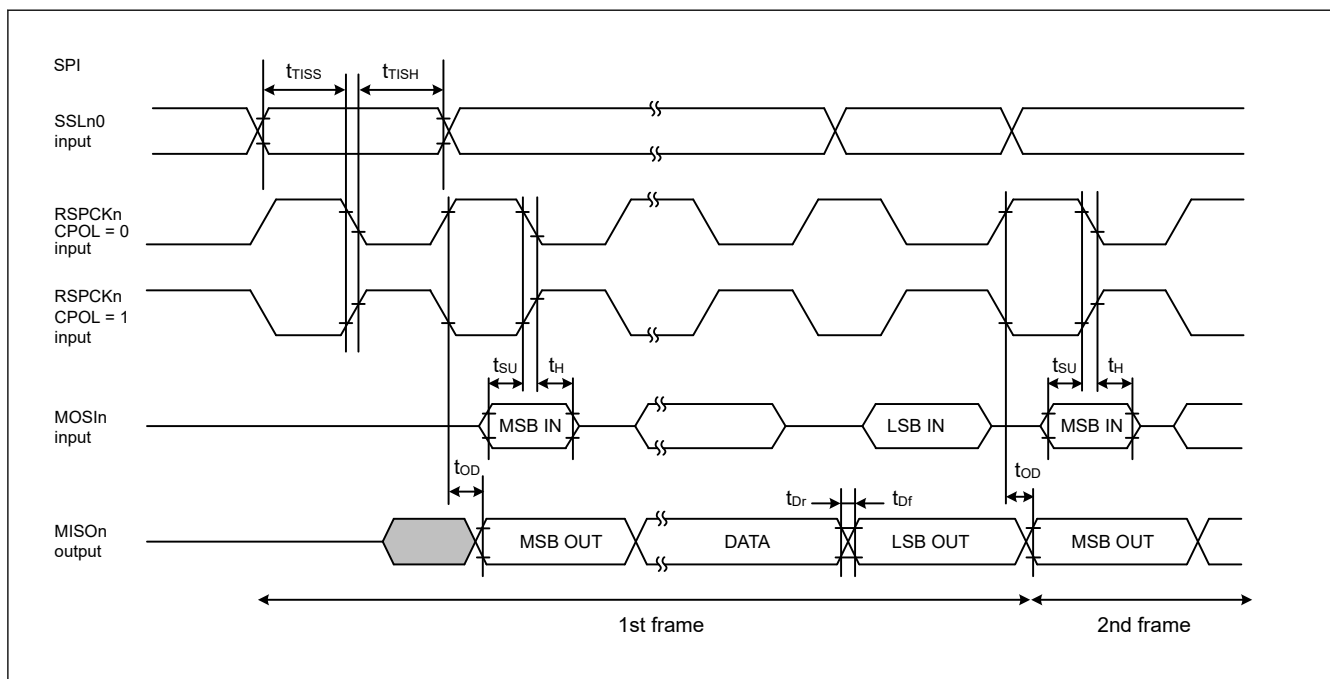 SPI
tTISS
tTISH
SSLn0
input
RSPCKn
CPOL = 0
input
RSPCKn
CPOL = 1
input
tSU
tH
tSU
tH
MOSIn
input
MSB IN
LSB IN
MSB IN
tOD
tDr
tDf
tOD
MISOn
output
MSB OUT
DATA
LSB OUT
MSB OUT
1st frame
2nd frame